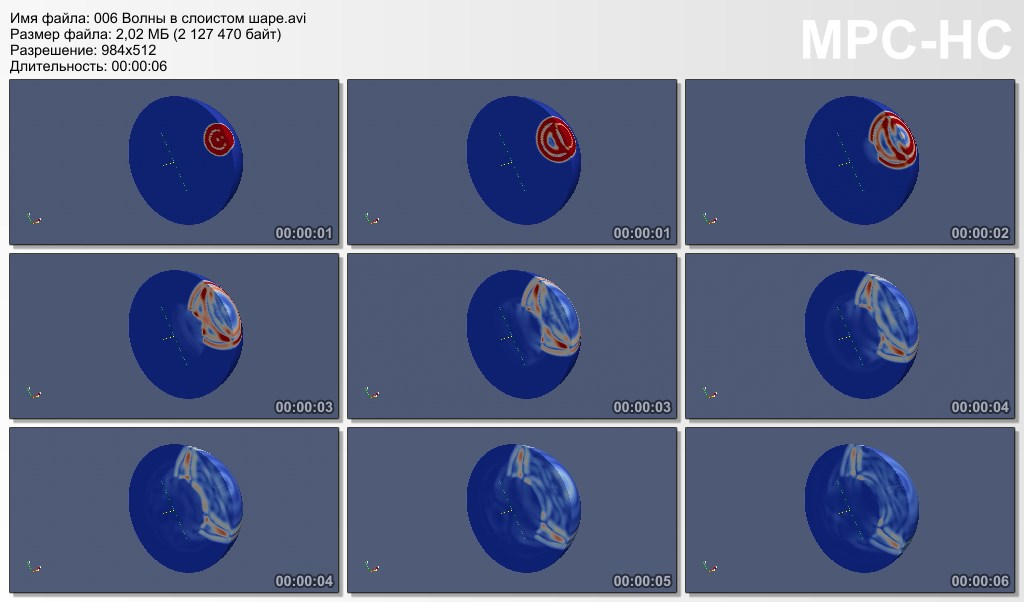 Имя файла: 006 Волны в слоистом шаре.avi
Размер файла: 2,02 МБ (2 127 470 байт)
Разрешение: 984x512
Длительность: 00:00:06
MPC-HC
00:00:01
00:00:01
00:00:02
00:00:03
00:00:03
00:00:04
00:00:04
00:00:05
00:00:06